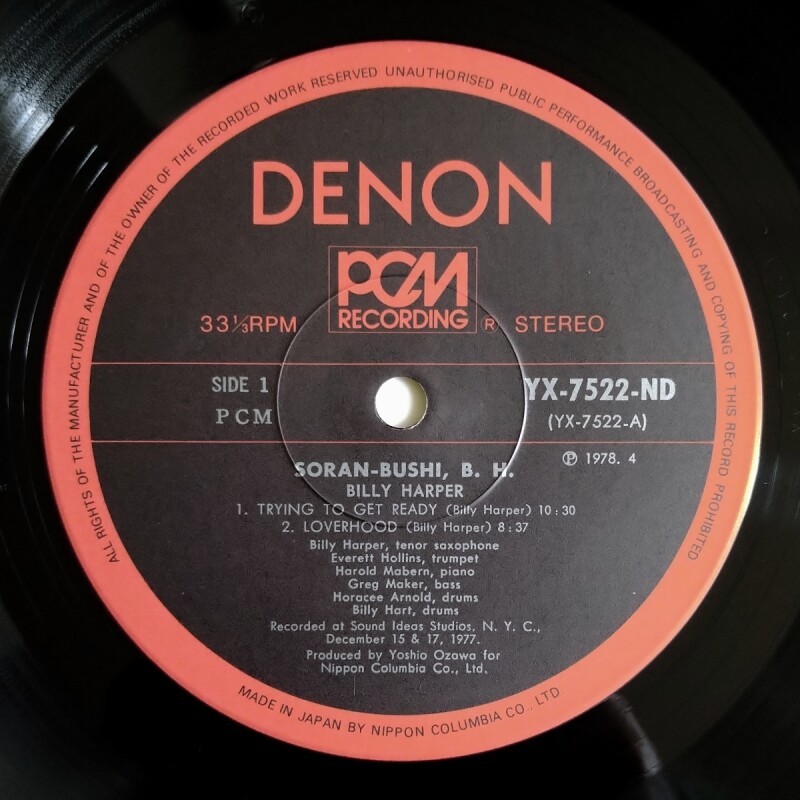 ALL RIGHTS OF THE MANUFACTURER AND OF THE OWNER OF THE RECORDED WORK RESERVED UNAUTHORISED PUBLIC PERFORMANCE BROADCASTING AND COPYING OF THIS RECORD PROHIBITED
DENON
PCM
RECORDING
33⅓RPM Ⓡ STEREO
SIDE 1 YX-7522-ND
PCM (YX-7522-A)
Ⓟ 1978. 4
SORAN-BUSHI, B. H.
BILLY HARPER
1. TRYING TO GET READY (Billy Harper) 10:30
2. LOVERHOOD (Billy Harper) 8:37
Billy Harper, tenor saxophone
Everett Hollins, trumpet
Harold Mabern, piano
Greg Maker, bass
Horacee Arnold, drums
Billy Hart, drums
Recorded at Sound Ideas Studios, N. Y. C.,
December 15 & 17, 1977.
Produced by Yoshio Ozawa for
Nippon Columbia Co., Ltd.
MADE IN JAPAN BY NIPPON COLUMBIA CO., LTD